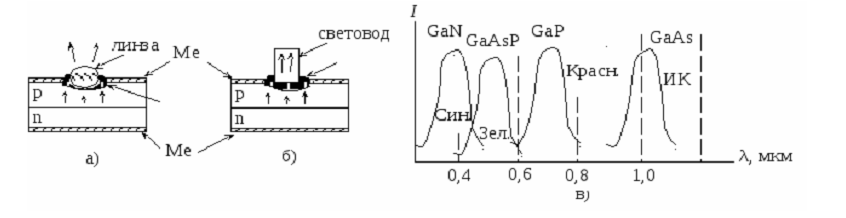 линза
Me
p
n
Me
а)
световод
p
n
б)
I
GaN
GaAsP
GaP
GaAs
Красн.
ИК
Син.
Зел.
0,4
0,6
0,8
1,0
λ, мкм
в)